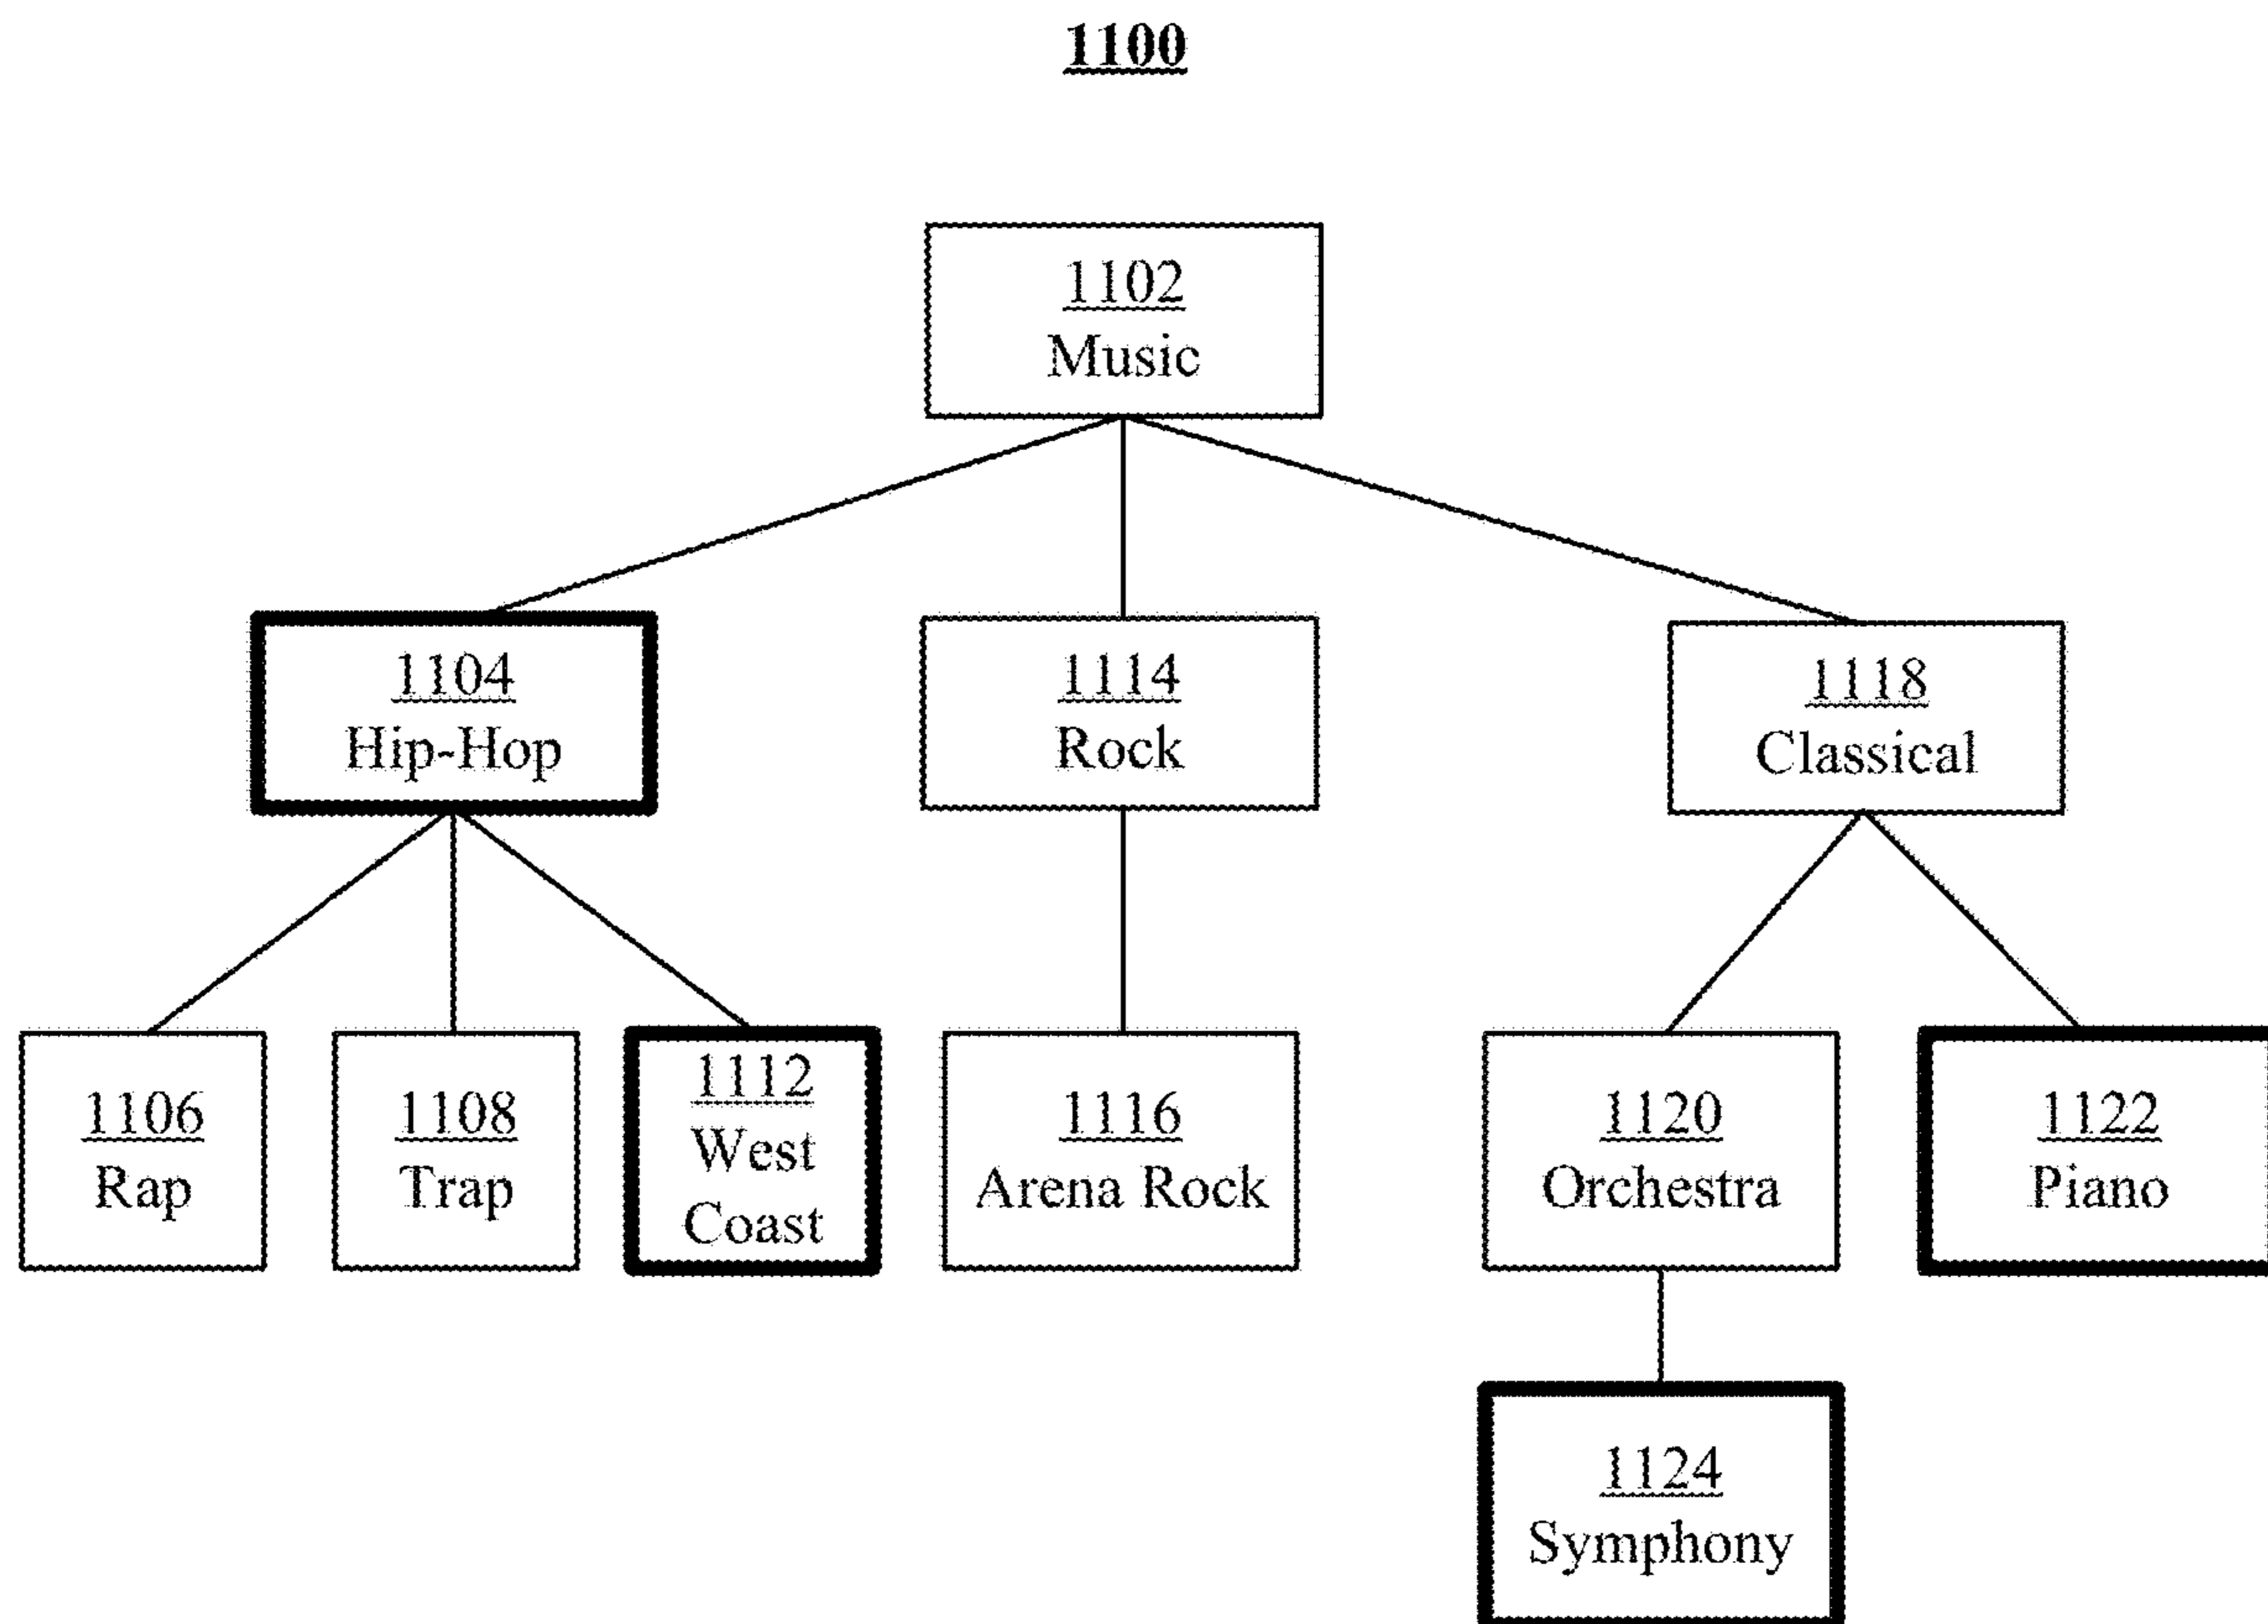 1100
1102
Music
1104
Hip-Hop
1114
Rock
1118
Classical
1106
Rap
1108
Trap
1112
West
Coast
1116
Arena Rock
1120
Orchestra
1122
Piano
1124
Symphony